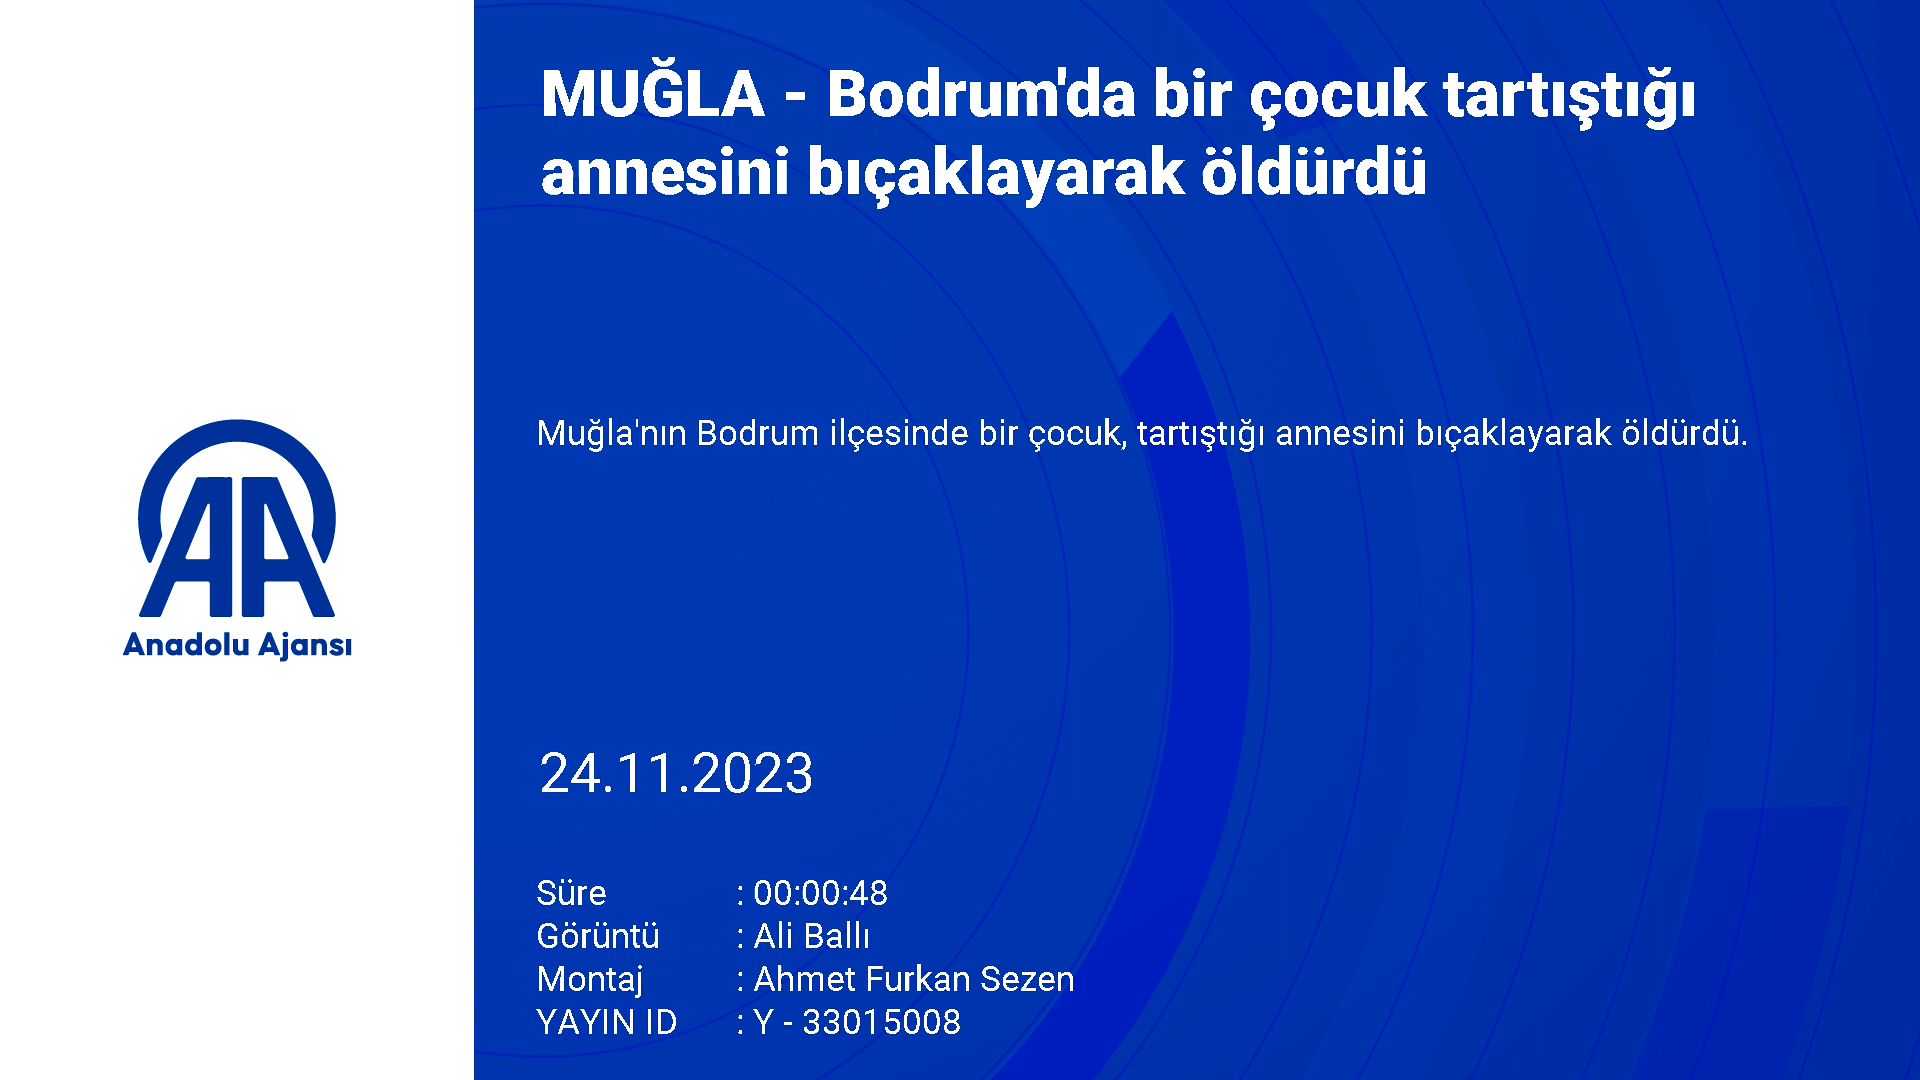 MUĞLA - Bodrum'da bir çocuk tartıştığı
annesini bıçaklayarak öldürdü
Muğla'nın Bodrum ilçesinde bir çocuk, tartıştığı annesini bıçaklayarak öldürdü.
AA
Anadolu Ajansı
24.11.2023
Süre : 00:00:48
Görüntü : Ali Ballı
Montaj : Ahmet Furkan Sezen
YAYIN ID : Y - 33015008